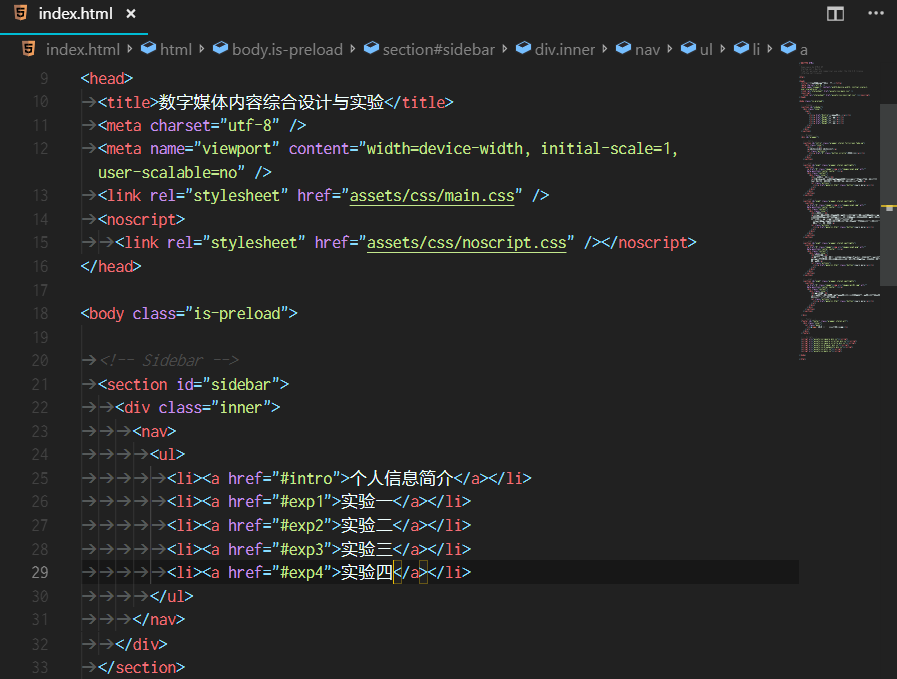 index.html ×
index.html html body.is-preload section#sidebar div.inner nav ul li a
9 <head>
10 <title>数字媒体内容综合设计与实验</title>
11 <meta charset="utf-8" />
12 <meta name="viewport" content="width=device-width, initial-scale=1,
user-scalable=no" />
13 <link rel="stylesheet" href="assets/css/main.css" />
14 <noscript>
15 <link rel="stylesheet" href="assets/css/noscript.css" /></noscript>
16 </head>
17
18 <body class="is-preload">
19
20 <!-- Sidebar -->
21 <section id="sidebar">
22 <div class="inner">
23 <nav>
24 <ul>
25 <li><a href="#intro">个人信息简介</a></li>
26 <li><a href="#exp1">实验一</a></li>
27 <li><a href="#exp2">实验二</a></li>
28 <li><a href="#exp3">实验三</a></li>
29 <li><a href="#exp4">实验四</a></li>
30 </ul>
31 </nav>
32 </div>
33 </section>